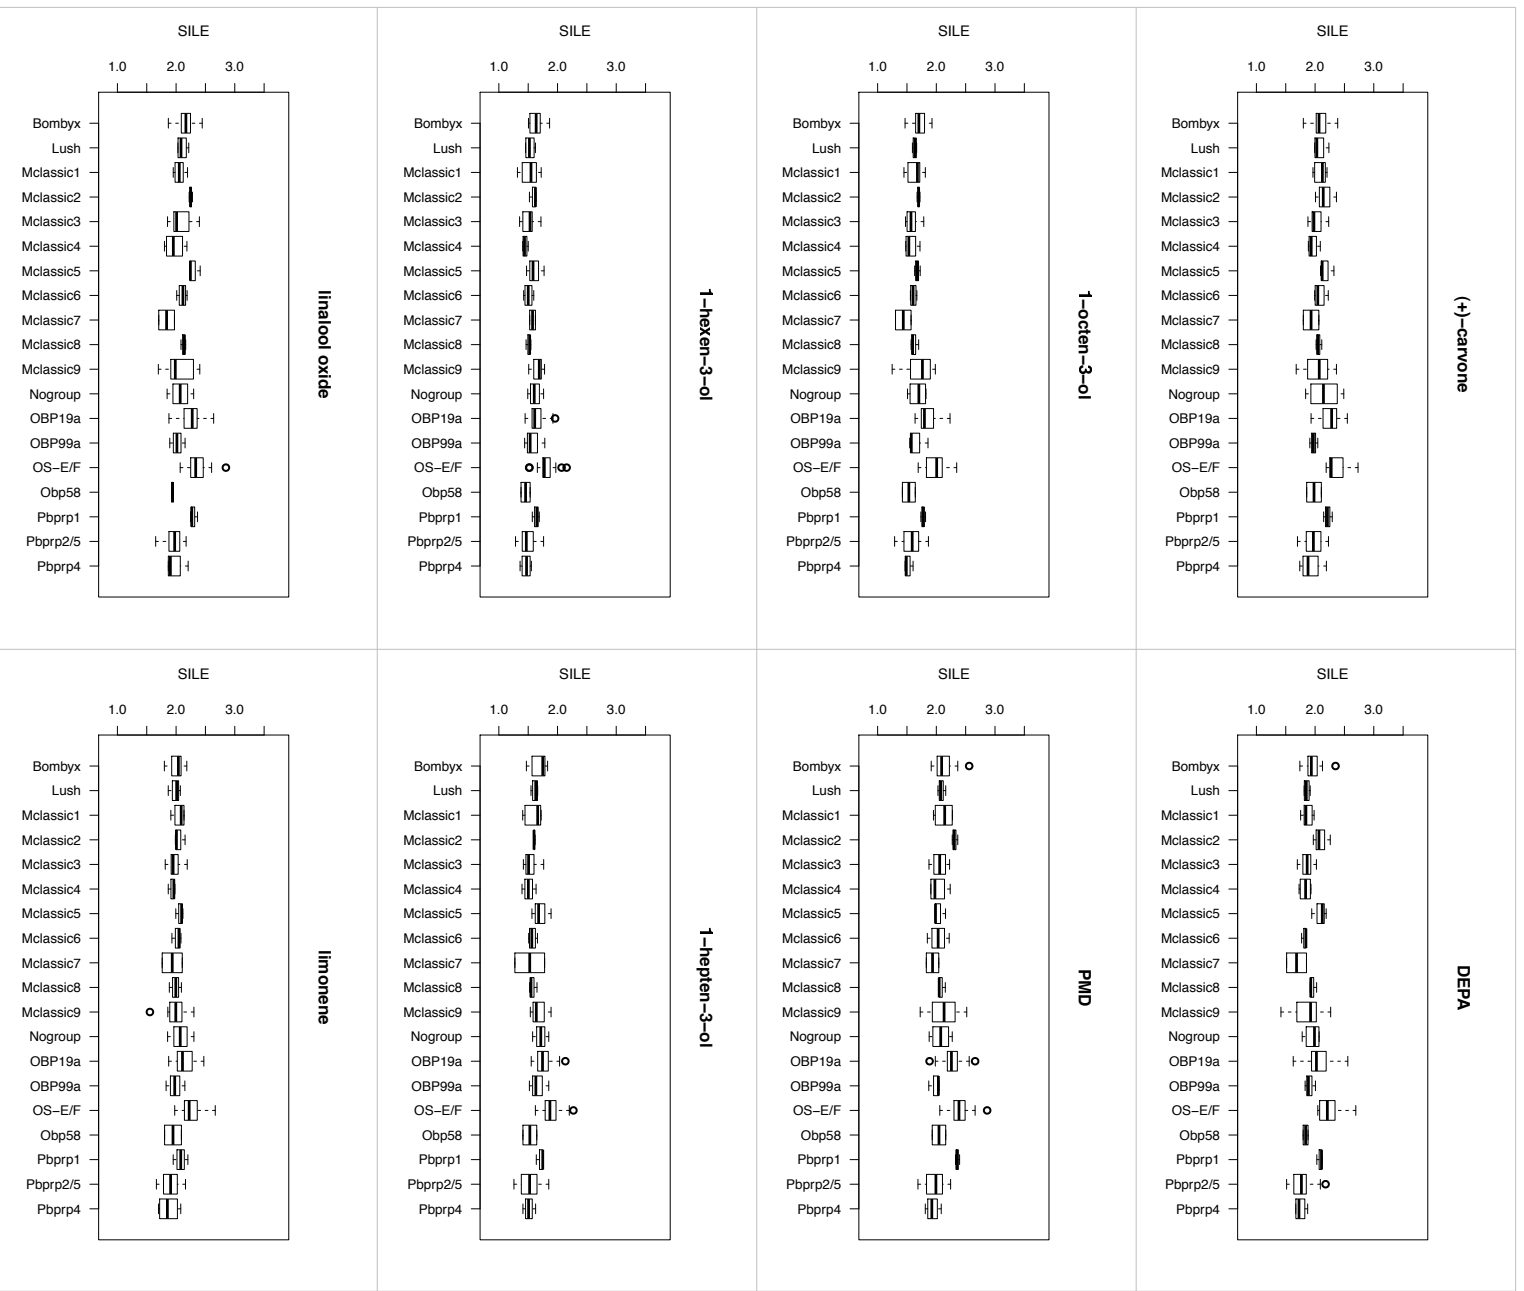 SILE
1.0 2.0 3.0
Bombyx
Lush
Mclassic1
Mclassic2
Mclassic3
Mclassic4
Mclassic5
Mclassic6
Mclassic7
Mclassic8
Mclassic9
Nogroup
OBP19a
OBP99a
OS−E/F
Obp58
Pbprp1
Pbprp2/5
Pbprp4
linalool oxide
SILE
1.0 2.0 3.0
Bombyx
Lush
Mclassic1
Mclassic2
Mclassic3
Mclassic4
Mclassic5
Mclassic6
Mclassic7
Mclassic8
Mclassic9
Nogroup
OBP19a
OBP99a
OS−E/F
Obp58
Pbprp1
Pbprp2/5
Pbprp4
1−hexen−3−ol
SILE
1.0 2.0 3.0
Bombyx
Lush
Mclassic1
Mclassic2
Mclassic3
Mclassic4
Mclassic5
Mclassic6
Mclassic7
Mclassic8
Mclassic9
Nogroup
OBP19a
OBP99a
OS−E/F
Obp58
Pbprp1
Pbprp2/5
Pbprp4
1−octen−3−ol
SILE
1.0 2.0 3.0
Bombyx
Lush
Mclassic1
Mclassic2
Mclassic3
Mclassic4
Mclassic5
Mclassic6
Mclassic7
Mclassic8
Mclassic9
Nogroup
OBP19a
OBP99a
OS−E/F
Obp58
Pbprp1
Pbprp2/5
Pbprp4
(+)−carvone
SILE
1.0 2.0 3.0
Bombyx
Lush
Mclassic1
Mclassic2
Mclassic3
Mclassic4
Mclassic5
Mclassic6
Mclassic7
Mclassic8
Mclassic9
Nogroup
OBP19a
OBP99a
OS−E/F
Obp58
Pbprp1
Pbprp2/5
Pbprp4
limonene
SILE
1.0 2.0 3.0
Bombyx
Lush
Mclassic1
Mclassic2
Mclassic3
Mclassic4
Mclassic5
Mclassic6
Mclassic7
Mclassic8
Mclassic9
Nogroup
OBP19a
OBP99a
OS−E/F
Obp58
Pbprp1
Pbprp2/5
Pbprp4
1−hepten−3−ol
SILE
1.0 2.0 3.0
Bombyx
Lush
Mclassic1
Mclassic2
Mclassic3
Mclassic4
Mclassic5
Mclassic6
Mclassic7
Mclassic8
Mclassic9
Nogroup
OBP19a
OBP99a
OS−E/F
Obp58
Pbprp1
Pbprp2/5
Pbprp4
PMD
SILE
1.0 2.0 3.0
Bombyx
Lush
Mclassic1
Mclassic2
Mclassic3
Mclassic4
Mclassic5
Mclassic6
Mclassic7
Mclassic8
Mclassic9
Nogroup
OBP19a
OBP99a
OS−E/F
Obp58
Pbprp1
Pbprp2/5
Pbprp4
DEPA